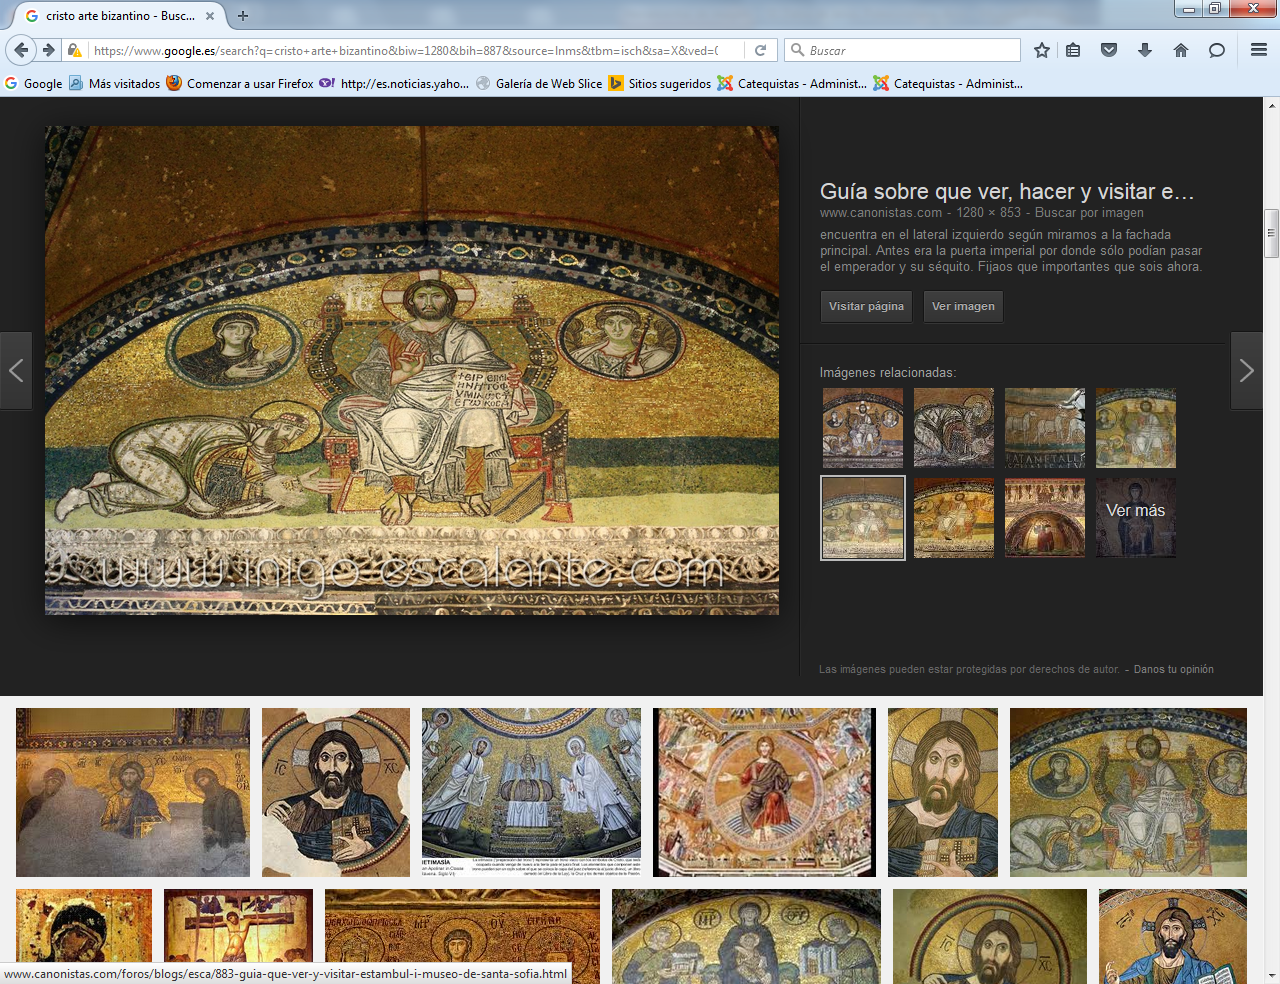 cristo arte bizantino - Busc...
https://www.google.es/search?q=cristo+arte+bizantino&biw=1280&bih=887&source=lnms&tbm=isch&sa=X&ved=0
Buscar
Google
Más visitados
Comenzar a usar Firefox
http://es.noticias.yaho...
Galería de Web Slice
Sitios sugeridos
Catequistas - Administ...
Catequistas - Administ...
www.inigo-escalante.com
Guía sobre que ver, hacer y visitar e...
www.canonistas.com - 1280 × 853 - Buscar por imagen
encuentra en el lateral izquierdo según miramos a la fachada
principal. Antes era la puerta imperial por donde sólo podían pasar
el emperador y su séquito. Fijaos que importantes que sois ahora.
Visitar página
Ver imagen
Imágenes relacionadas:
Ver más
Las imágenes pueden estar protegidas por derechos de autor. - Danos tu opinión
IC XC
ETIMASÍA
www.canonistas.com/foros/blogs/esca/883-guia-que-ver-y-visitar-estambul-i-museo-de-santa-sofia.html